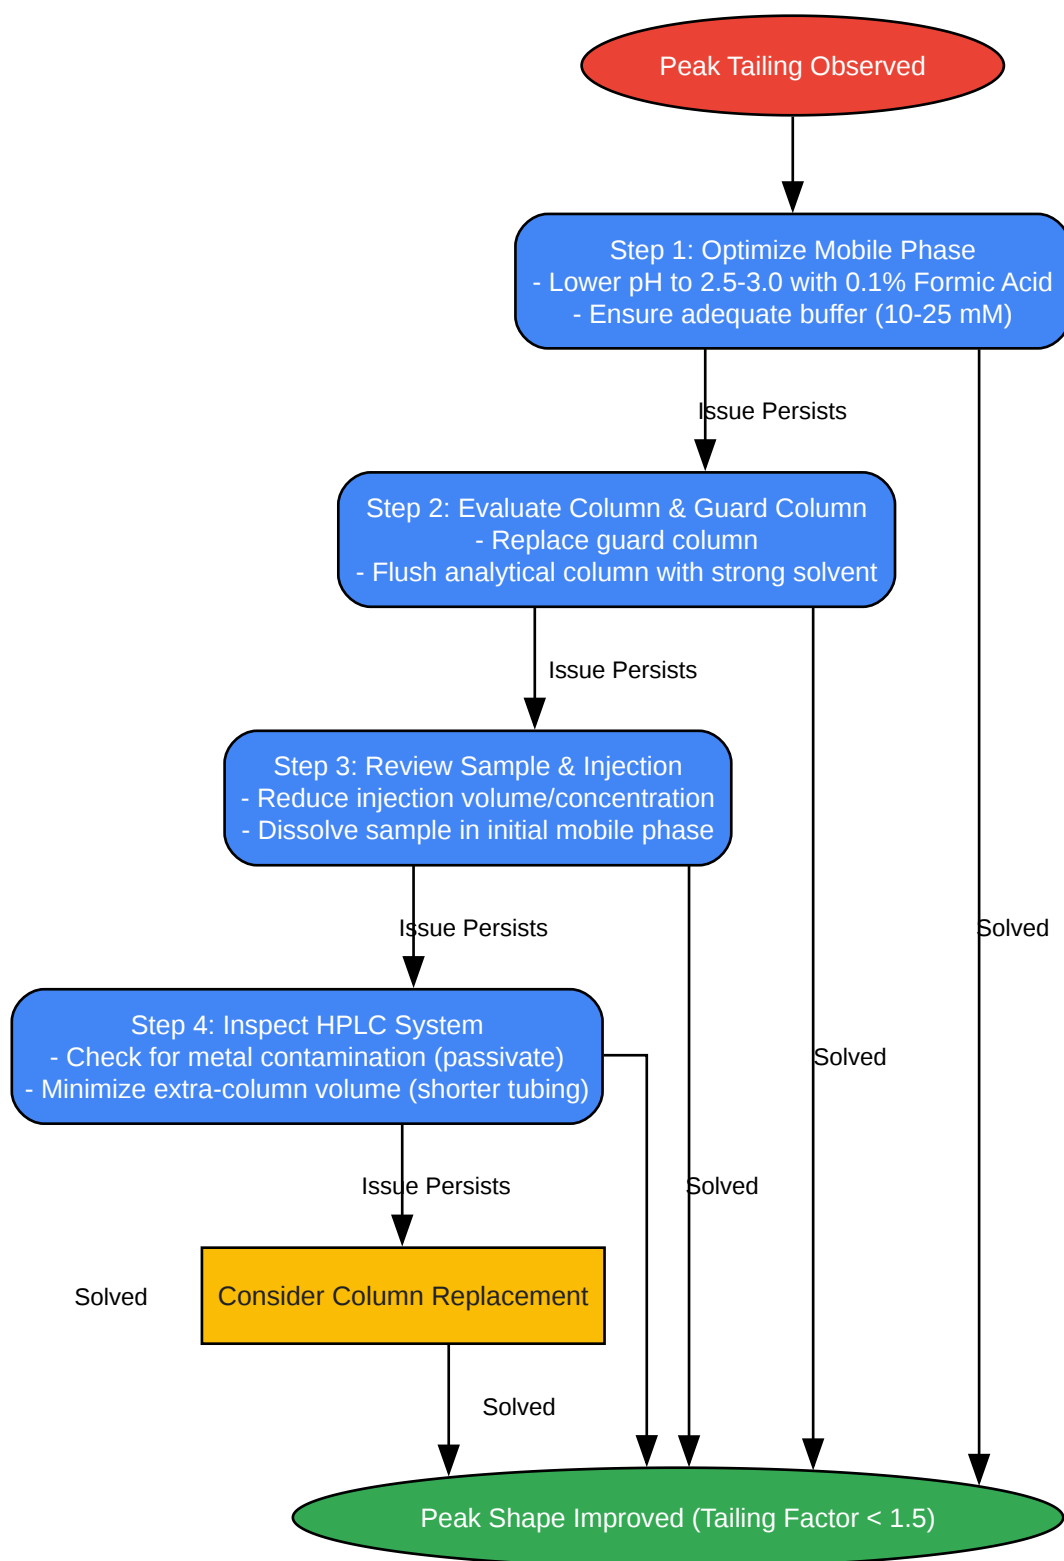 Peak Tailing Observed
Step 1: Optimize Mobile Phase
- Lower pH to 2.5-3.0 with 0.1% Formic Acid
- Ensure adequate buffer (10-25 mM)
Issue Persists
Step 2: Evaluate Column & Guard Column
- Replace guard column
- Flush analytical column with strong solvent
Issue Persists
Step 3: Review Sample & Injection
- Reduce injection volume/concentration
- Dissolve sample in initial mobile phase
Issue Persists
Solved
Step 4: Inspect HPLC System
- Check for metal contamination (passivate)
- Minimize extra-column volume (shorter tubing)
Solved
Issue Persists
Solved
Solved
Consider Column Replacement
Solved
Peak Shape Improved (Tailing Factor < 1.5)